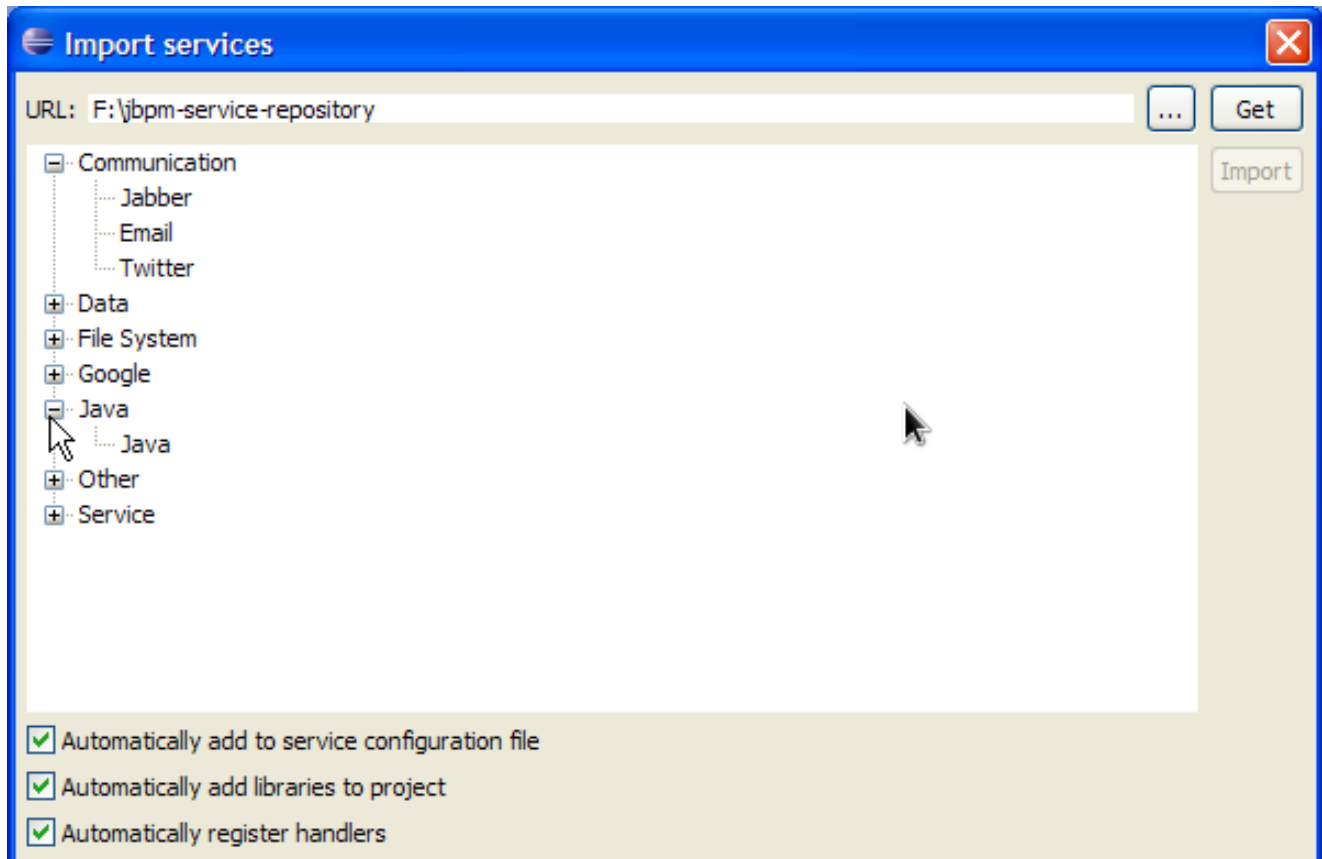 Import services
URL: F:\jbpm-service-repository ... Get
Import
Communication
Jabber
Email
Twitter
Data
File System
Google
Java
Java
Other
Service
Automatically add to service configuration file
Automatically add libraries to project
Automatically register handlers